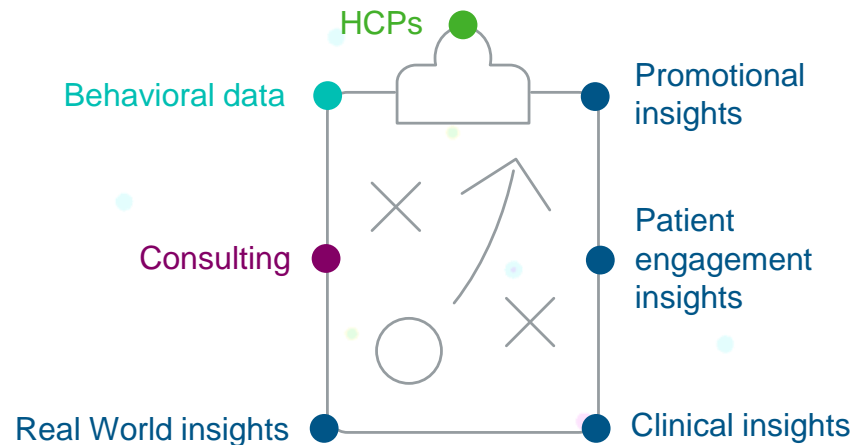 HCPs
Behavioral data
Promotional
insights
Consulting
Patient
engagement
insights
Real World insights
Clinical insights